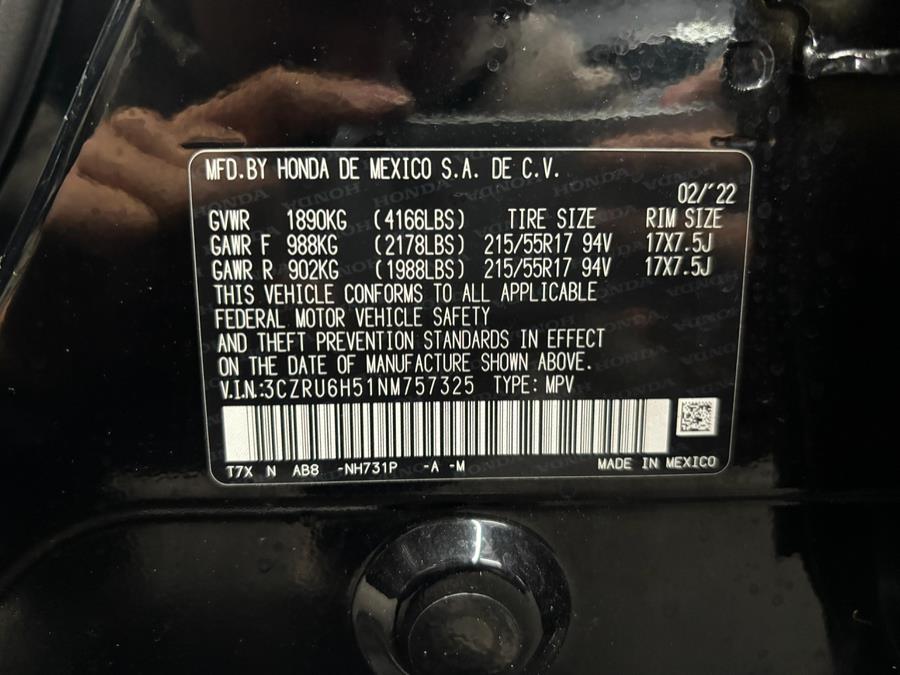 MFD.BY HONDA DE MEXICO S.A. DE C.V.
02/'22
GVWR 1890KG (4166LBS) TIRE SIZE RIM SIZE
GAWR F 988KG (2178LBS) 215/55R17 94V 17X7.5J
GAWR R 902KG (1988LBS) 215/55R17 94V 17X7.5J
THIS VEHICLE CONFORMS TO ALL APPLICABLE
FEDERAL MOTOR VEHICLE SAFETY
AND THEFT PREVENTION STANDARDS IN EFFECT
ON THE DATE OF MANUFACTURE SHOWN ABOVE.
V.I.N.:3CZRU6H51NM757325 TYPE: MPV
T7X N AB8 -NH731P -A -M MADE IN MEXICO